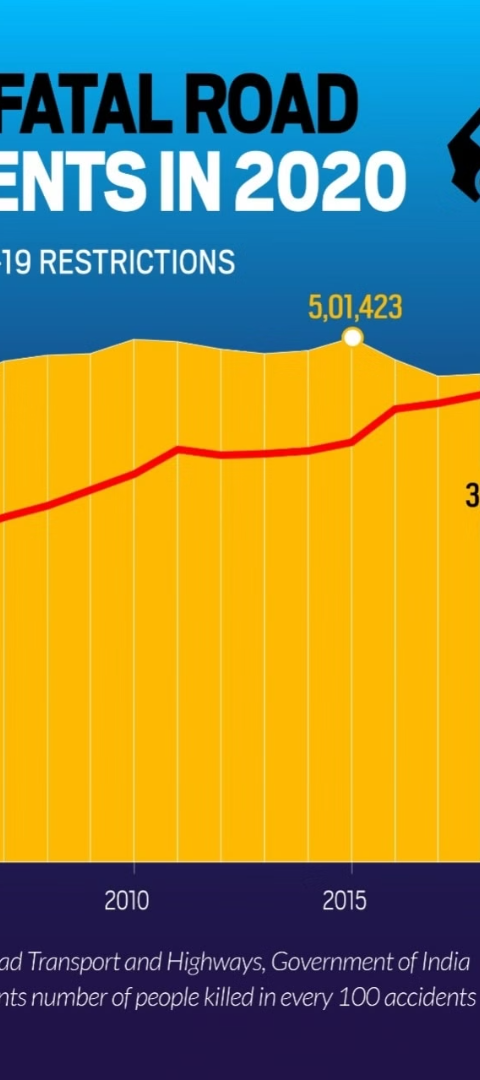 FATAL ROAD
ENTS IN 2020
-19 RESTRICTIONS
5,01,423
3
2010
2015
ad Transport and Highways, Government of India
nts number of people killed in every 100 accidents